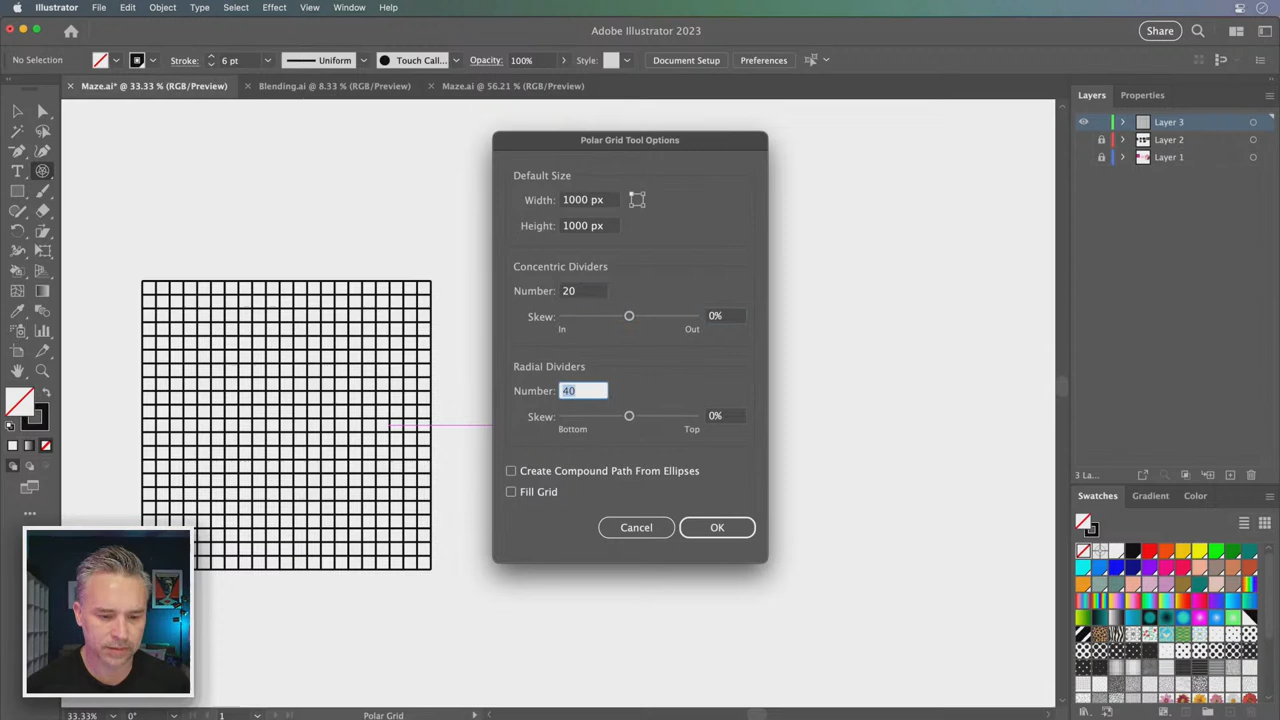 Illustrator File Edit Object Type Select Effect View Window Help
Adobe Illustrator 2023
Share
No Selection Stroke: 6 pt Uniform Touch Call... Opacity: 100% Style: Document Setup Preferences
Maze.ai* @ 33.33 % (RGB/Preview) Blending.ai @ 8.33 % (RGB/Preview) Maze.ai @ 56.21 % (RGB/Preview)
Layers Properties
Layer 3
Layer 2
Layer 1
Polar Grid Tool Options
Default Size
Width: 1000 px
Height: 1000 px
Concentric Dividers
Number: 20
Skew: 0%
In Out
Radial Dividers
Number: 40
Skew: 0%
Bottom Top
Create Compound Path From Ellipses
Fill Grid
Cancel OK
3 La...
Swatches Gradient Color
33.33% 0° 1 Polar Grid